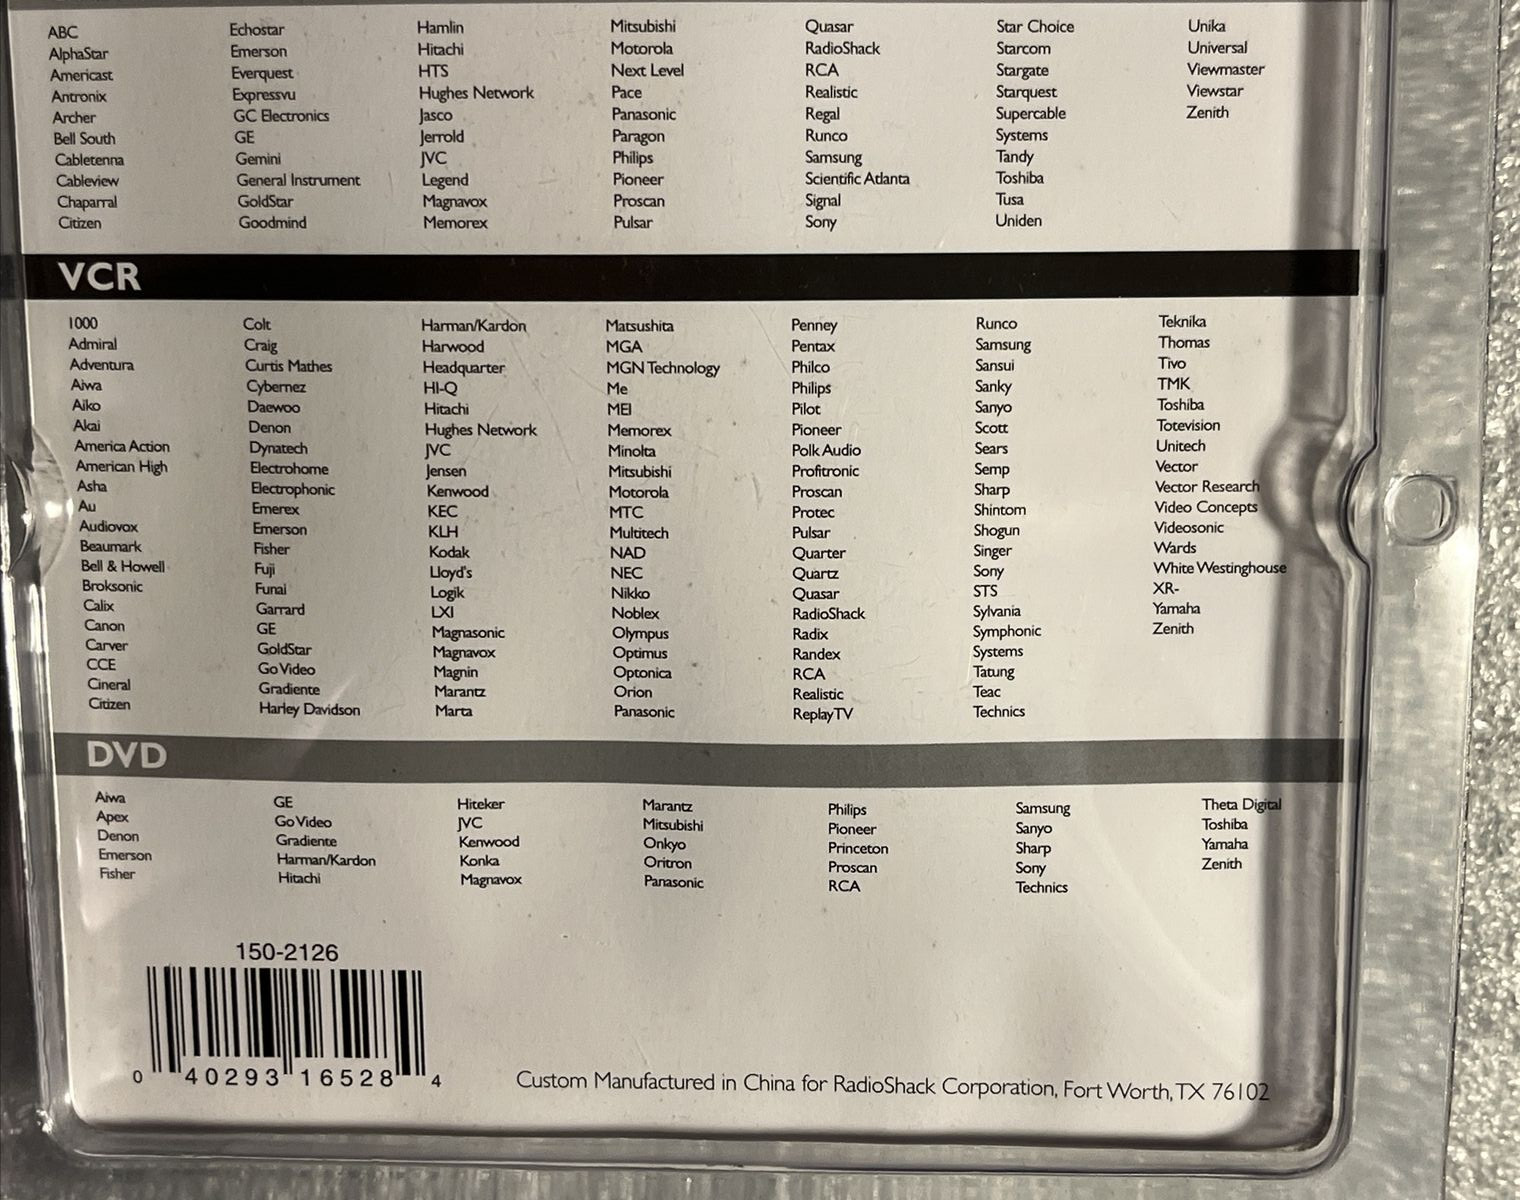 ABC Echostar Hamlin Mitsubishi Quasar Star Choice Unika
AlphaStar Emerson Hitachi Motorola RadioShack Starcom Universal
Americast Everquest HTS Next Level RCA Stargate Viewmaster
Antronix Expressvu Hughes Network Pace Realistic Starquest Viewstar
Archer GC Electronics Jasco Panasonic Regal Supercable Zenith
Bell South GE Jerrold Paragon Runco Systems
Cabletenna Gemini JVC Philips Samsung Tandy
Cableview General Instrument Legend Pioneer Scientific Atlanta Toshiba
Chaparral GoldStar Magnavox Proscan Signal Tusa
Citizen Goodmind Memorex Pulsar Sony Uniden
VCR
1000 Colt Harman/Kardon Matsushita Penney Runco Teknika
Admiral Craig Harwood MGA Pentax Samsung Thomas
Adventura Curtis Mathes Headquarter MGN Technology Philco Sansui Tivo
Aiwa Cybernez HI-Q Me Philips Sanky TMK
Aiko Daewoo Hitachi MEI Pilot Sanyo Toshiba
Akai Denon Hughes Network Memorex Pioneer Scott Totevision
America Action Dynatech JVC Minolta Polk Audio Sears Unitech
American High Electrohome Jensen Mitsubishi Profitronic Semp Vector
Asha Electrophonic Kenwood Motorola Proscan Sharp Vector Research
Au Emerex KEC MTC Protec Shintom Video Concepts
Audiovox Emerson KLH Multitech Pulsar Shogun Videosonic
Beaumark Fisher Kodak NAD Quarter Singer Wards
Bell & Howell Fuji Lloyd's NEC Quartz Sony White Westinghouse
Broksonic Funai Logik Nikko Quasar STS XR-
Calix Garrard LXI Noblex RadioShack Sylvania Yamaha
Canon GE Magnasonic Olympus Radix Symphonic Zenith
Carver GoldStar Magnavox Optimus Randex Systems
CCE Go Video Magnin Optonica RCA Tatung
Cineral Gradiente Marantz Orion Realistic Teac
Citizen Harley Davidson Marta Panasonic ReplayTV Technics
DVD
Aiwa GE Hiteker Marantz Philips Samsung Theta Digital
Apex Go Video JVC Mitsubishi Pioneer Sanyo Toshiba
Denon Gradiente Kenwood Onkyo Princeton Sharp Yamaha
Emerson Harman/Kardon Konka Oritron Proscan Sony Zenith
Fisher Hitachi Magnavox Panasonic RCA Technics
150-2126
0 40293 16528 4
Custom Manufactured in China for RadioShack Corporation, Fort Worth, TX 76102